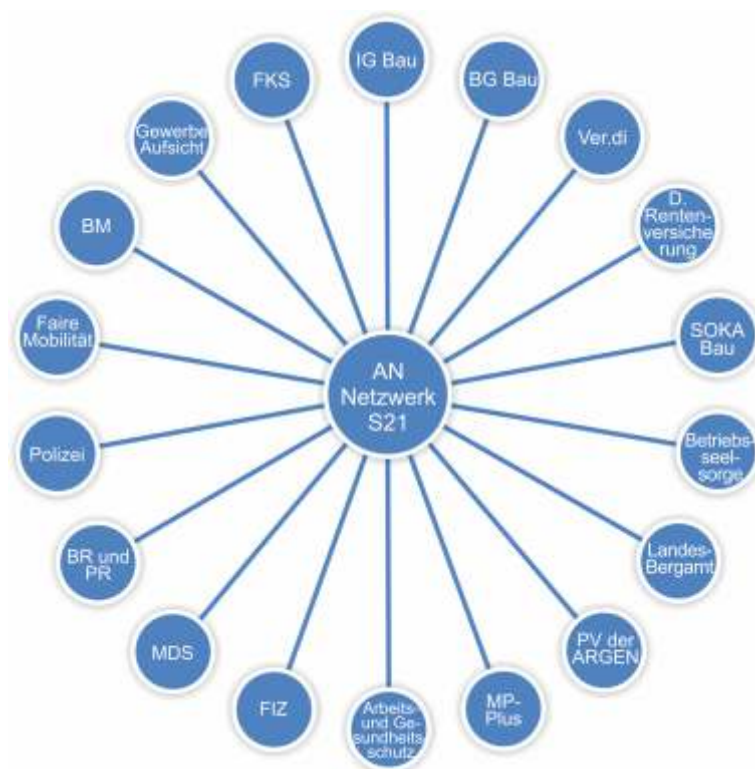 AN
Netzwerk
S21
IG Bau
BG Bau
Ver.di
D.
Renten-
versiche
rung
SOKA
Bau
Betriebs-
seel-
sorge
Landes-
Bergamt
PV der
ARGEN
MP-
Plus
Arbeits-
und Ge-
sundheits
schutz
FIZ
MDS
BR und
PR
Polizei
Faire
Mobilität
BM
Gewerbe
Aufsicht
FKS